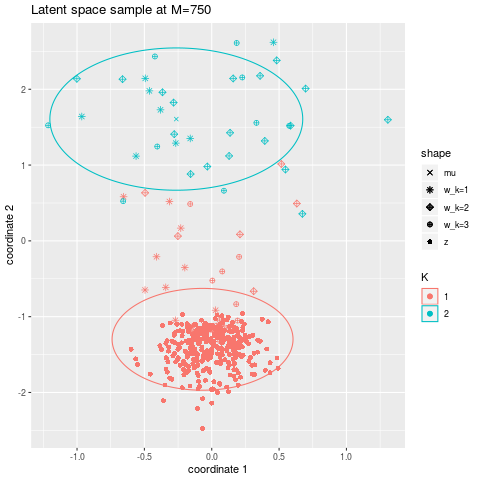 Latent space sample at M=750
coordinate 2
2
1
0
-1
-2
-1.0
-0.5
0.0
0.5
1.0
coordinate 1
shape
mu
w_k=1
w_k=2
w_k=3
z
K
1
2